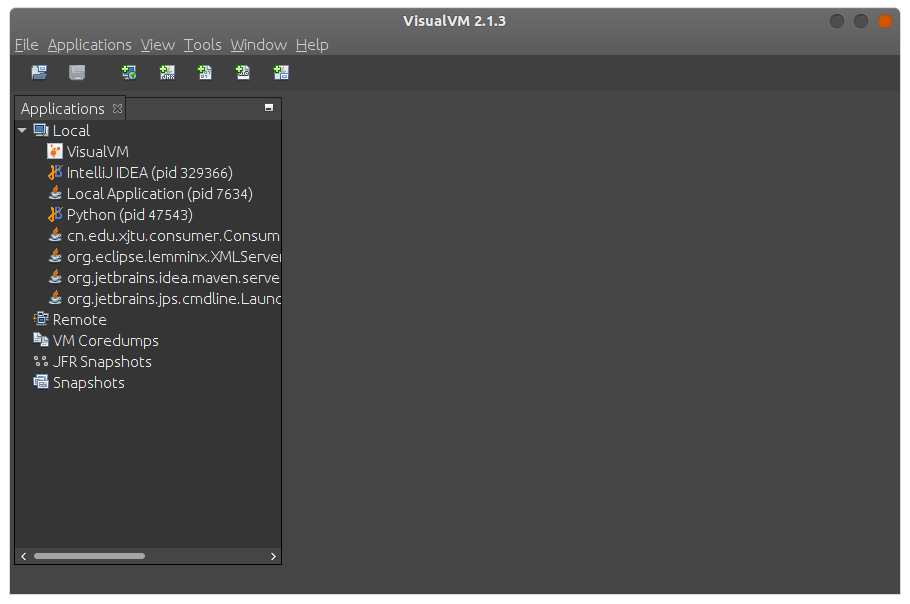 VisualVM 2.1.3
File Applications View Tools Window Help
Applications
Local
VisualVM
IntelliJ IDEA (pid 329366)
Local Application (pid 7634)
Python (pid 47543)
cn.edu.xjtu.consumer.Consum
org.eclipse.lemminx.XMLServer
org.jetbrains.idea.maven.serve
org.jetbrains.jps.cmdline.Launc
Remote
VM Coredumps
JFR Snapshots
Snapshots